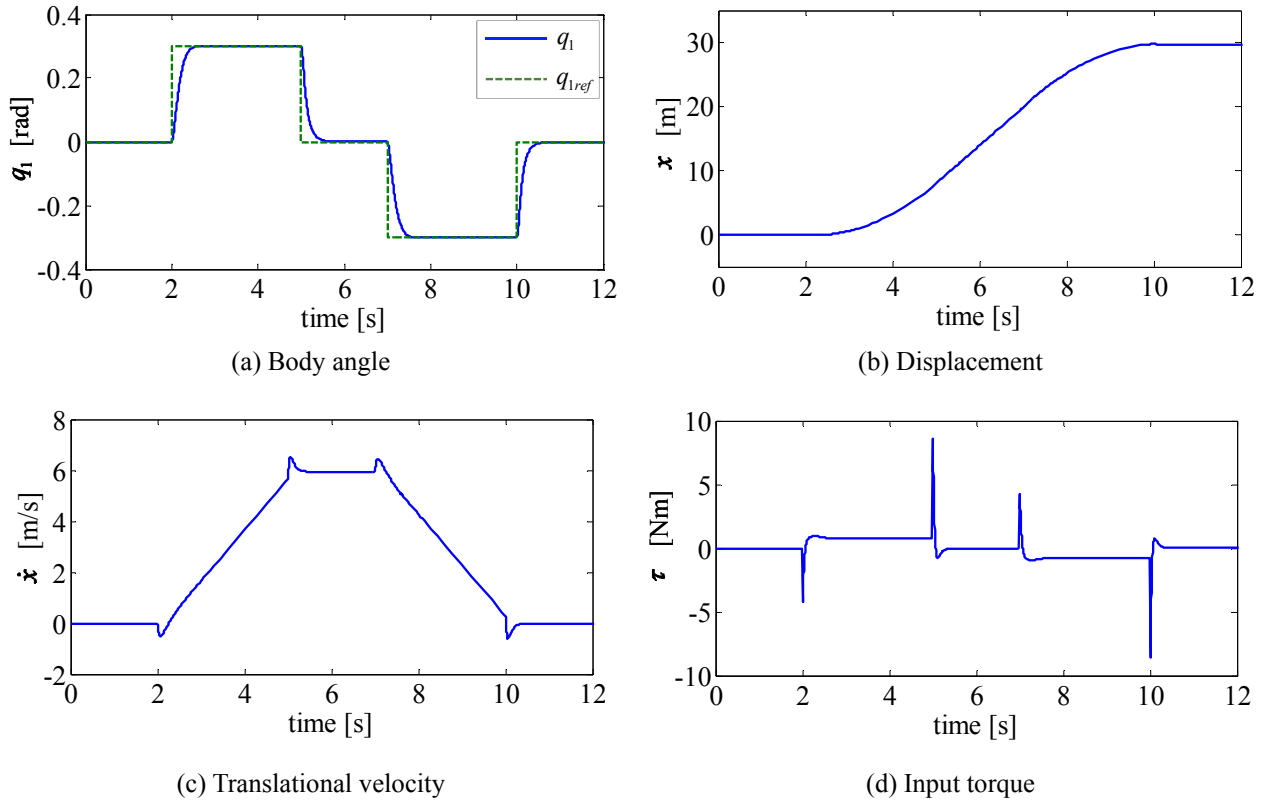 0.4
0.2
0
-0.2
-0.4
q₁ [rad]
q₁
q₁ref
0 2 4 6 8 10 12
time [s]
(a) Body angle
30
20
10
0
x [m]
0 2 4 6 8 10 12
time [s]
(b) Displacement
8
6
4
2
0
-2
ẋ [m/s]
0 2 4 6 8 10 12
time [s]
(c) Translational velocity
10
5
0
-5
-10
τ [Nm]
0 2 4 6 8 10 12
time [s]
(d) Input torque